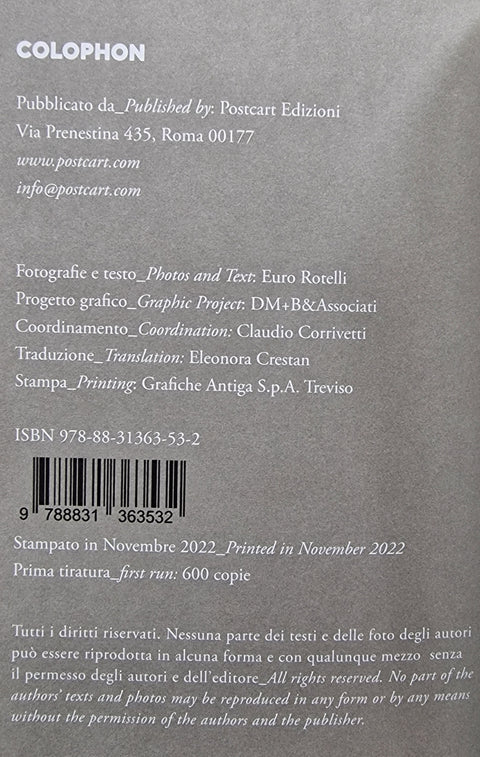 COLOPHON
Pubblicato da_Published by: Postcart Edizioni
Via Prenestina 435, Roma 00177
www.postcart.com
info@postcart.com
Fotografie e testo_Photos and Text: Euro Rotelli
Progetto grafico_Graphic Project: DM+B&Associati
Coordinamento_Coordination: Claudio Corrivetti
Traduzione_Translation: Eleonora Crestan
Stampa_Printing: Grafiche Antiga S.p.A. Treviso
ISBN 978-88-31363-53-2
9 788831 363532
Stampato in Novembre 2022_Printed in November 2022
Prima tiratura_first run: 600 copie
Tutti i diritti riservati. Nessuna parte dei testi e delle foto degli autori
può essere riprodotta in alcuna forma e con qualunque mezzo senza
il permesso degli autori e dell'editore_All rights reserved. No part of the
authors' texts and photos may be reproduced in any form or by any means
without the permission of the authors and the publisher.